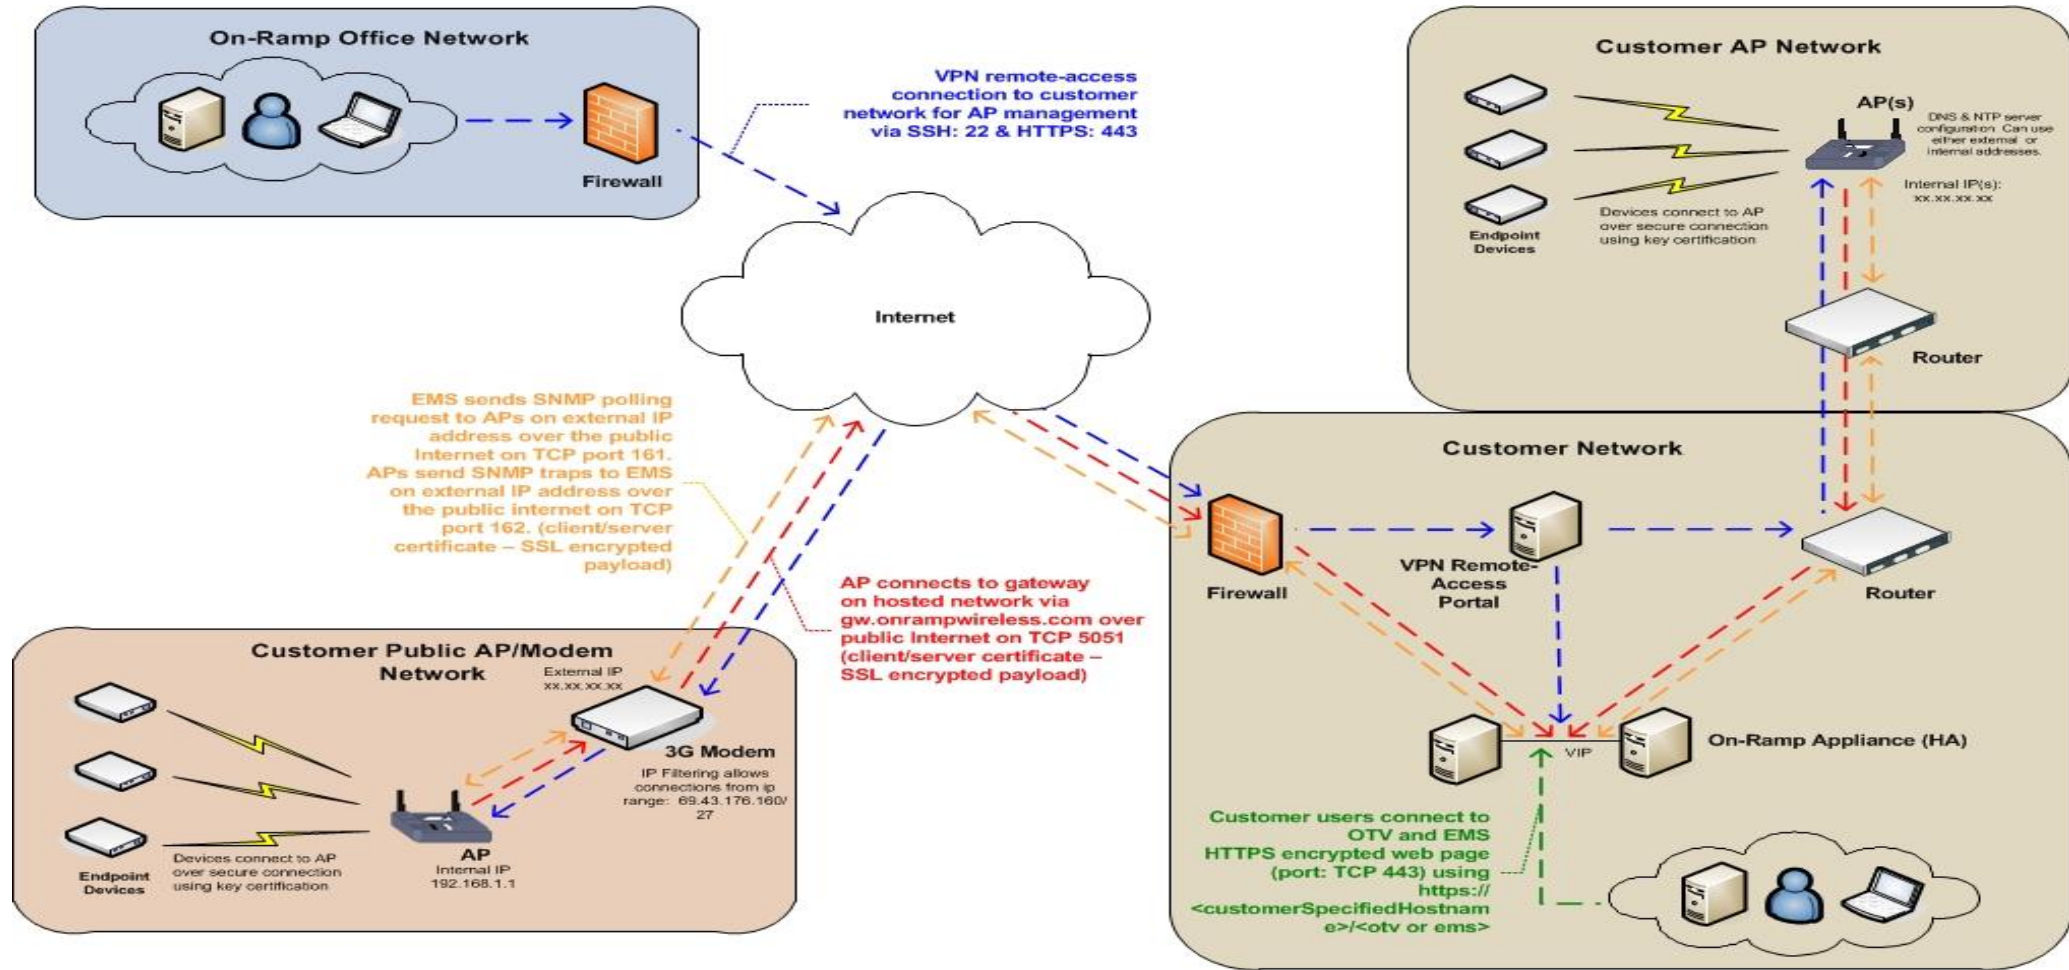 On-Ramp Office Network
Firewall
VPN remote-access
connection to customer
network for AP management
via SSH: 22 & HTTPS: 443
Internet
Customer AP Network
AP(s)
DNS & NTP server
configuration. Can use
either external or
internal addresses.
Internal IP(s):
xx.xx.xx.xx
Devices connect to AP
over secure connection
using key certification
Endpoint
Devices
Router
EMS sends SNMP polling
request to APs on external IP
address over the public
Internet on TCP port 161.
APs send SNMP traps to EMS
on external IP address over
the public internet on TCP
port 162. (client/server
certificate – SSL encrypted
payload)
AP connects to gateway
on hosted network via
gw.onrampwireless.com over
public Internet on TCP 5051
(client/server certificate –
SSL encrypted payload)
Customer Network
Firewall
VPN Remote-
Access
Portal
Router
VIP
On-Ramp Appliance (HA)
Customer users connect to
OTV and EMS
HTTPS encrypted web page
(port: TCP 443) using
https://
<customerSpecifiedHostnam
e>/<otv or ems>
Customer Public AP/Modem
Network
External IP
xx.xx.xx.xx
3G Modem
IP Filtering allows
connections from ip
range: 69.43.176.160/
27
AP
Internal IP
192.168.1.1
Devices connect to AP
over secure connection
using key certification
Endpoint
Devices